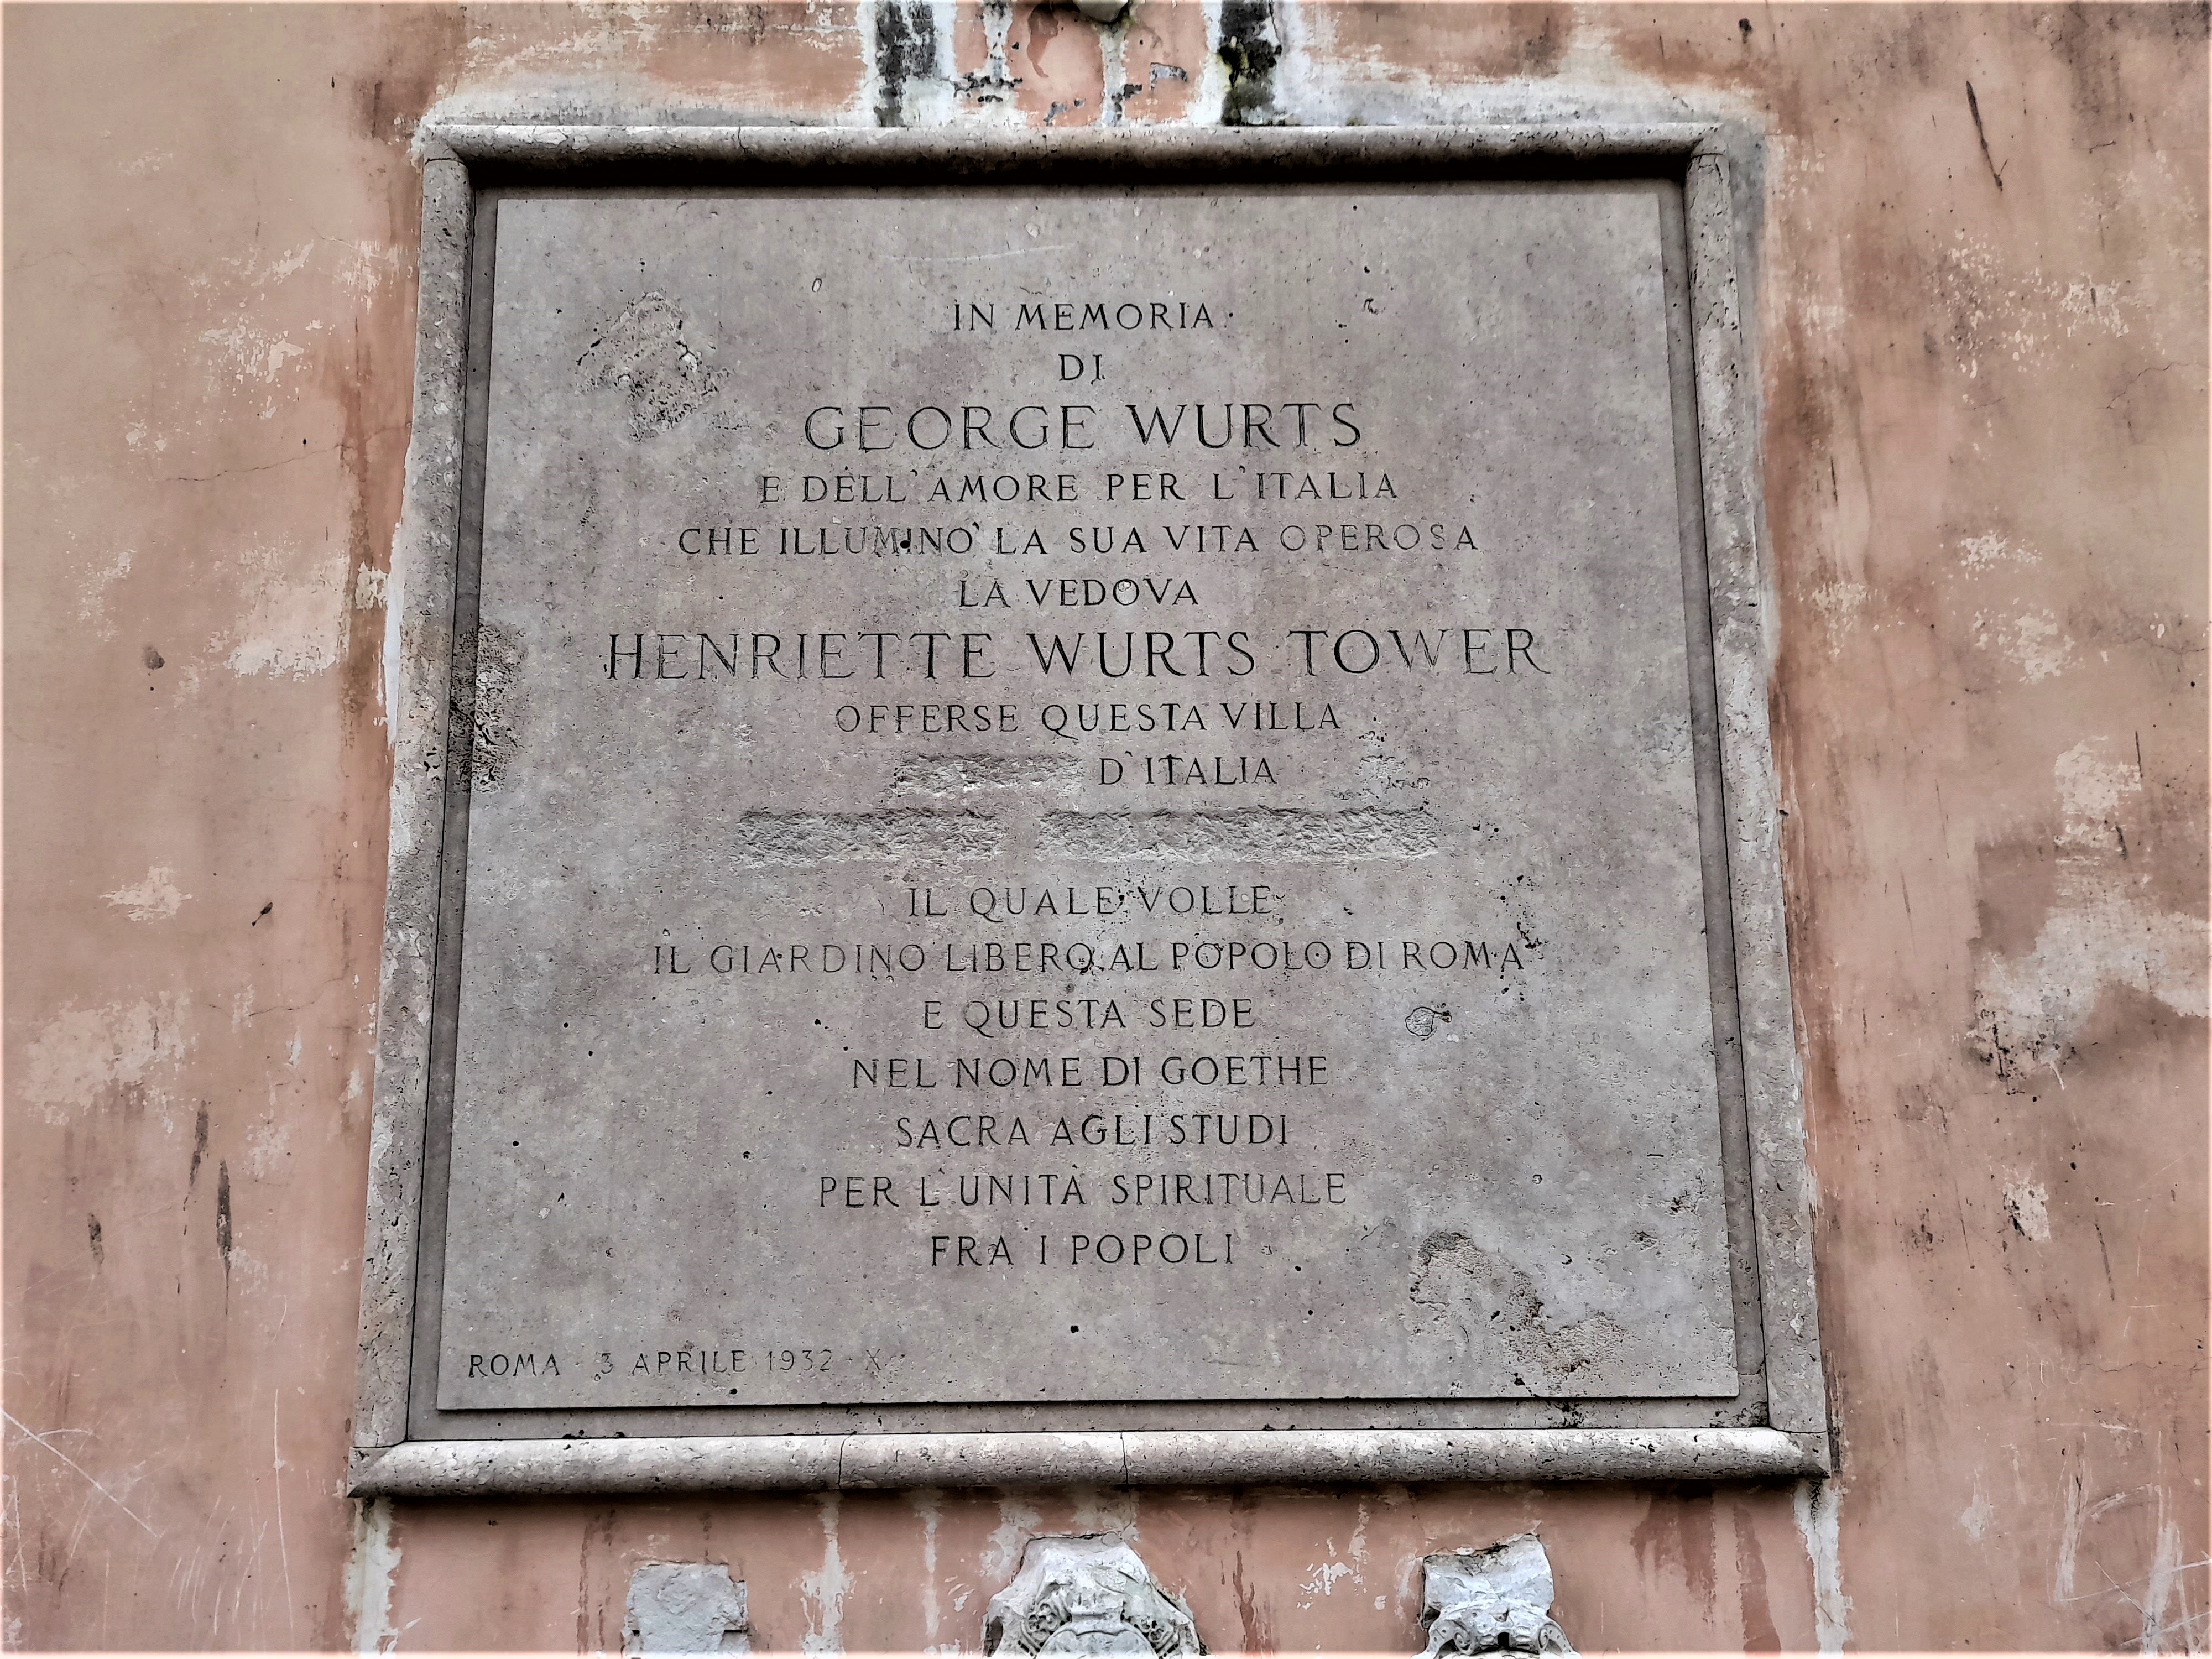 IN MEMORIA
DI
GEORGE WURTS
E DELL'AMORE PER L'ITALIA
CHE ILLUMINO' LA SUA VITA OPEROSA
LA VEDOVA
HENRIETTE WURTS TOWER
OFFERSE QUESTA VILLA
D'ITALIA
IL QUALE VOLLE
IL GIARDINO LIBERO AL POPOLO DI ROMA
E QUESTA SEDE
NEL NOME DI GOETHE
SACRA AGLI STUDI
PER L'UNITÀ SPIRITUALE
FRA I POPOLI
ROMA · 3 APRILE 1932 · X